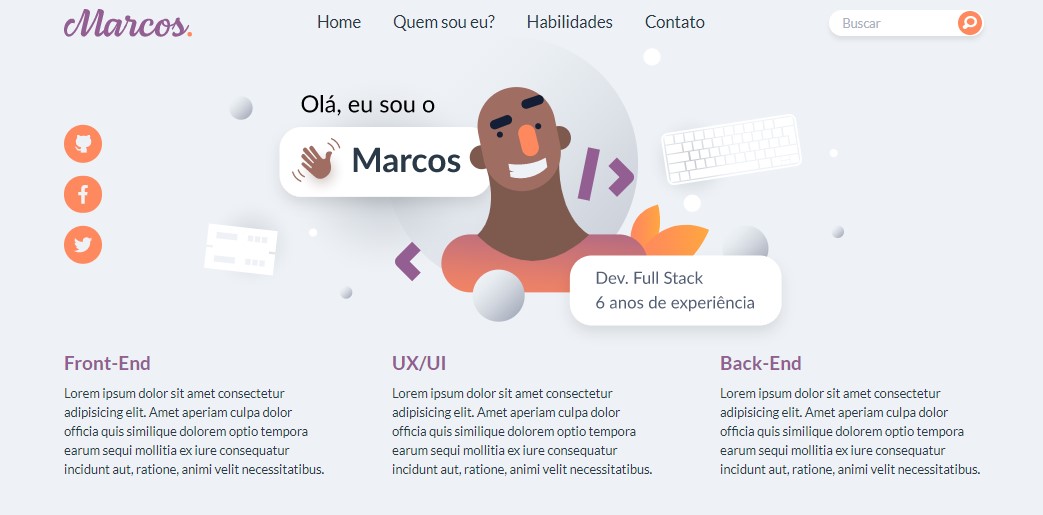 Marcos.
Home Quem sou eu? Habilidades Contato
Buscar
Olá, eu sou o
Marcos
/>
<
Dev. Full Stack
6 anos de experiência
Front-End
Lorem ipsum dolor sit amet consectetur
adipisicing elit. Amet aperiam culpa dolor
officia quis similique dolorem optio tempora
earum sequi mollitia ex iure consequatur
incidunt aut, ratione, animi velit necessitatibus.
UX/UI
Lorem ipsum dolor sit amet consectetur
adipisicing elit. Amet aperiam culpa dolor
officia quis similique dolorem optio tempora
earum sequi mollitia ex iure consequatur
incidunt aut, ratione, animi velit necessitatibus.
Back-End
Lorem ipsum dolor sit amet consectetur
adipisicing elit. Amet aperiam culpa dolor
officia quis similique dolorem optio tempora
earum sequi mollitia ex iure consequatur
incidunt aut, ratione, animi velit necessitatibus.